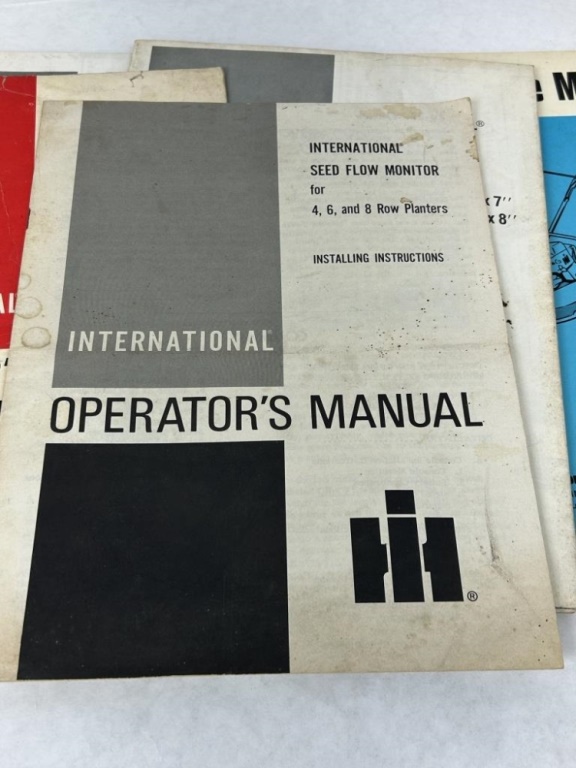 INTERNATIONAL®
SEED FLOW MONITOR
for
4, 6, and 8 Row Planters
INSTALLING INSTRUCTIONS
INTERNATIONAL®
OPERATOR'S MANUAL
IH
®
e M
®
x 7"
x 8"
AL